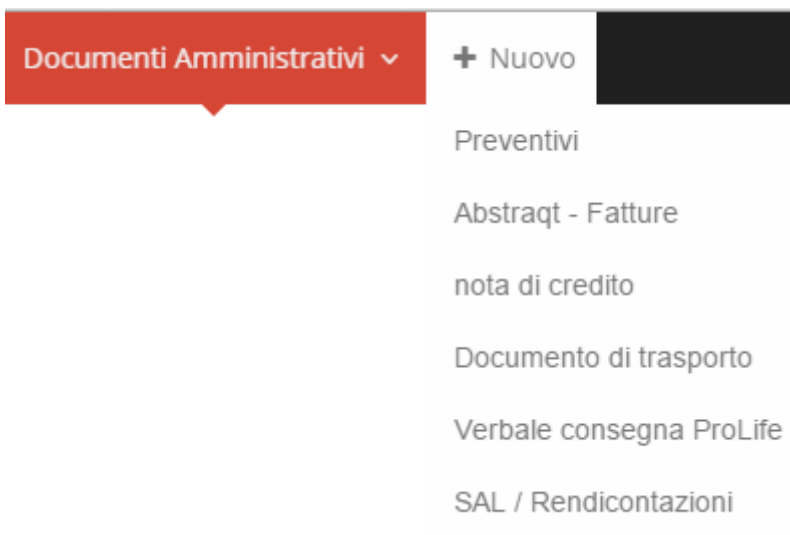 Documenti Amministrativi
+ Nuovo
Preventivi
Abstraqt - Fatture
nota di credito
Documento di trasporto
Verbale consegna ProLife
SAL / Rendicontazioni